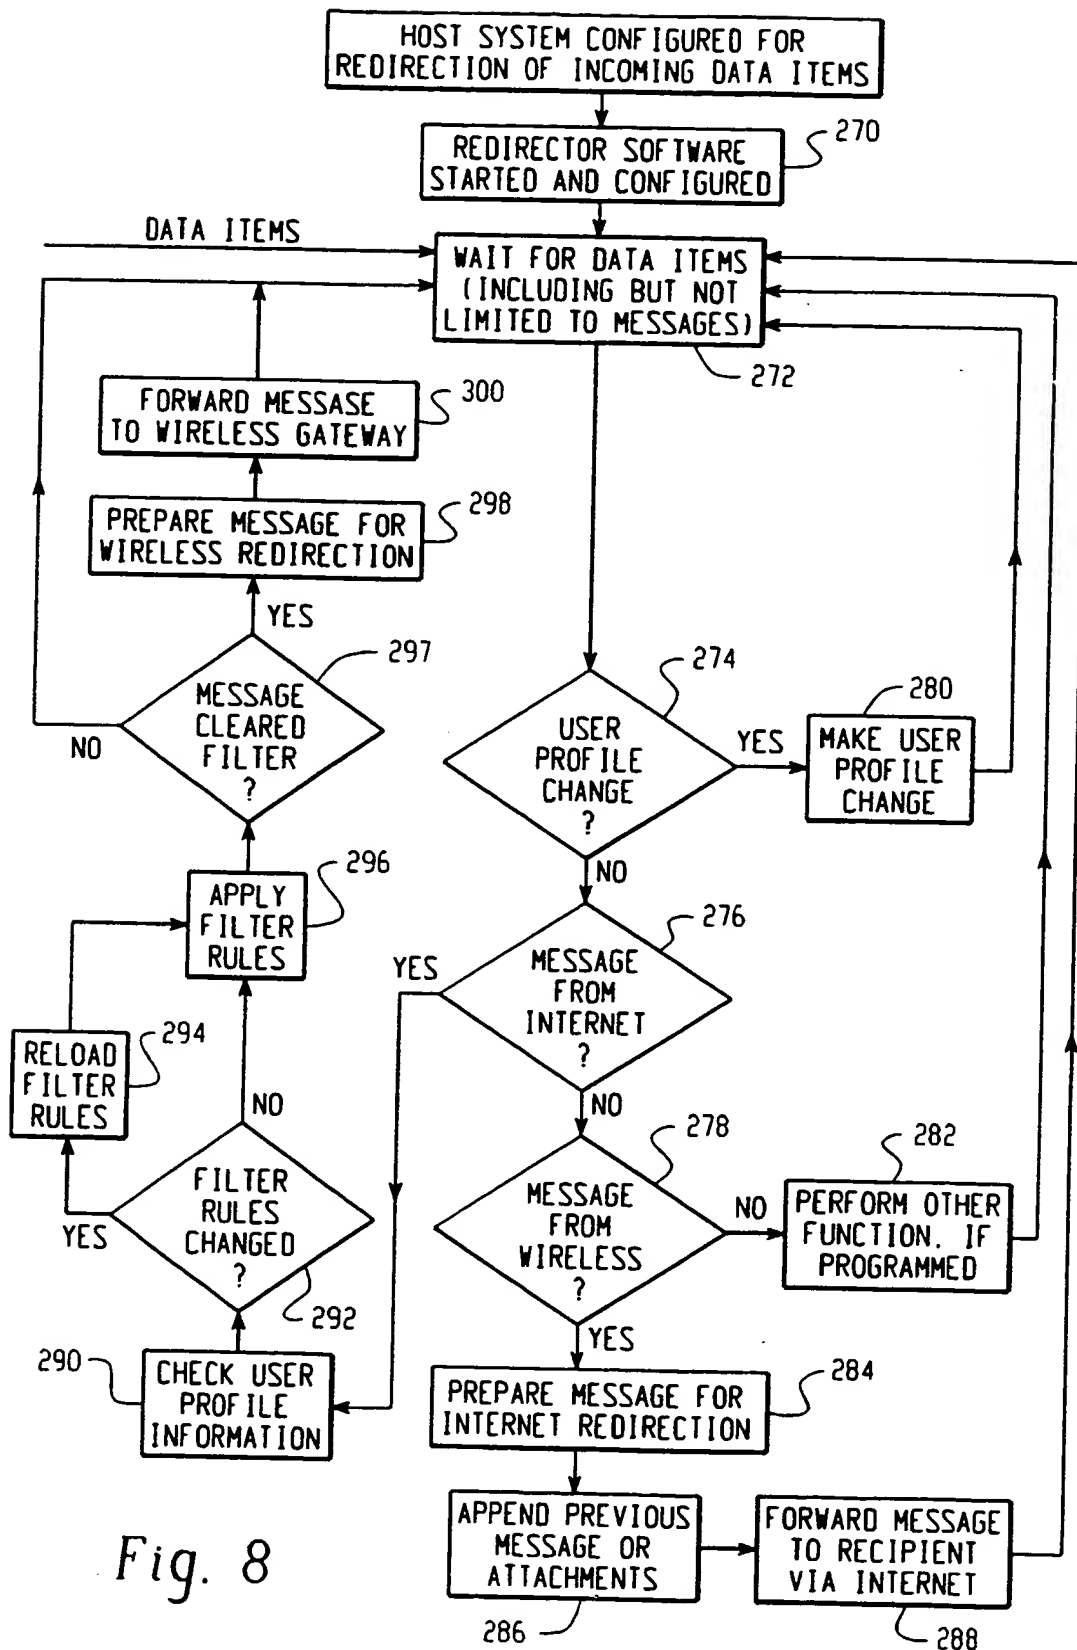 HOST SYSTEM CONFIGURED FOR
REDIRECTION OF INCOMING DATA ITEMS
REDIRECTOR SOFTWARE
STARTED AND CONFIGURED
270
DATA ITEMS
WAIT FOR DATA ITEMS
(INCLUDING BUT NOT
LIMITED TO MESSAGES)
272
FORWARD MESSASE
TO WIRELESS GATEWAY
300
PREPARE MESSAGE FOR
WIRELESS REDIRECTION
298
YES
MESSAGE
CLEARED
FILTER
?
297
NO
USER
PROFILE
CHANGE
?
274
YES
MAKE USER
PROFILE
CHANGE
280
NO
APPLY
FILTER
RULES
296
MESSAGE
FROM
INTERNET
?
276
YES
NO
RELOAD
FILTER
RULES
294
NO
FILTER
RULES
CHANGED
?
292
YES
MESSAGE
FROM
WIRELESS
?
278
NO
PERFORM OTHER
FUNCTION. IF
PROGRAMMED
282
YES
CHECK USER
PROFILE
INFORMATION
290
PREPARE MESSAGE FOR
INTERNET REDIRECTION
284
APPEND PREVIOUS
MESSAGE OR
ATTACHMENTS
286
FORWARD MESSAGE
TO RECIPIENT
VIA INTERNET
288
Fig. 8